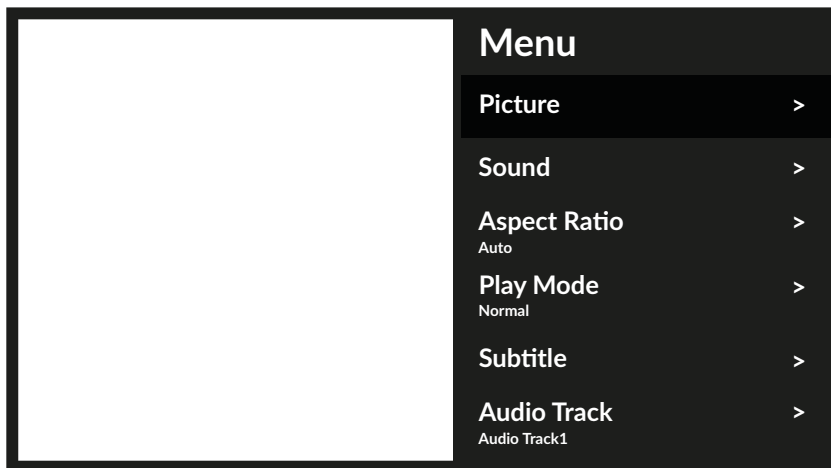 Menu
Picture >
Sound >
Aspect Ratio >
Auto
Play Mode >
Normal
Subtitle >
Audio Track >
Audio Track1